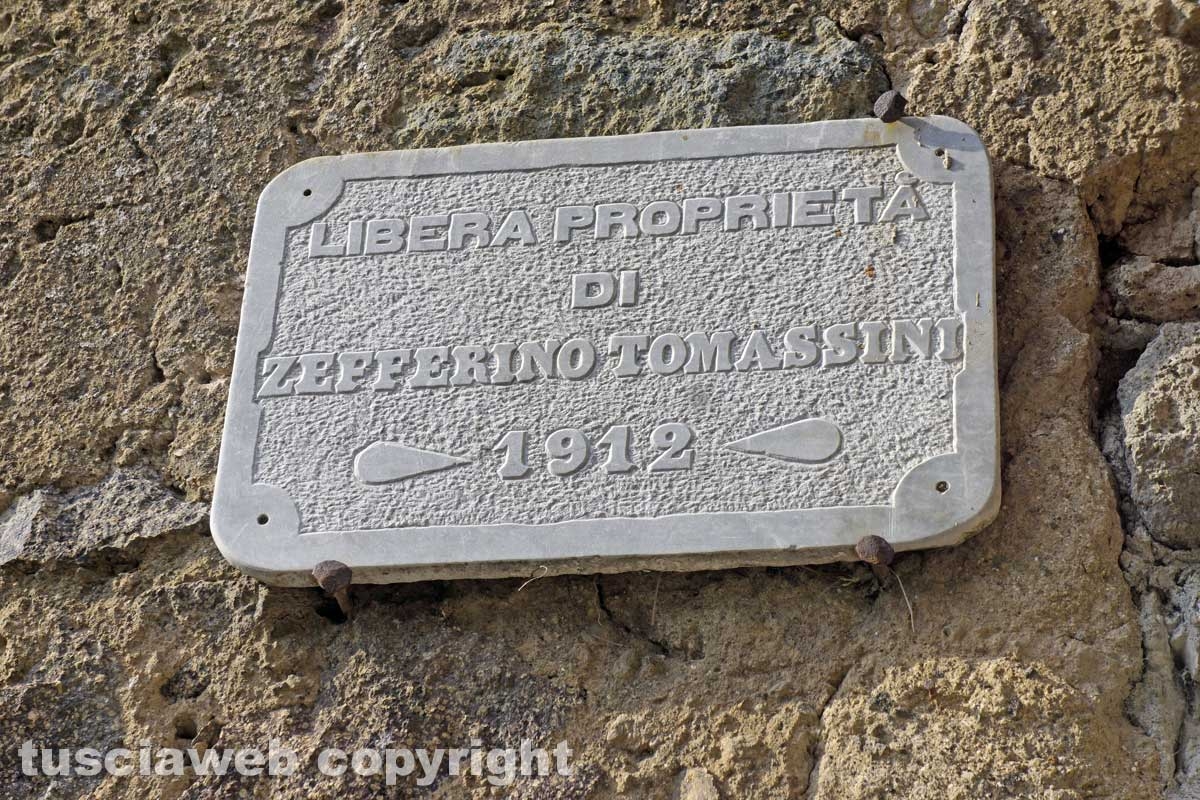 LIBERA PROPRIETÀ
DI
ZEFFERINO TOMASSINI
1912
tusciaweb copyright